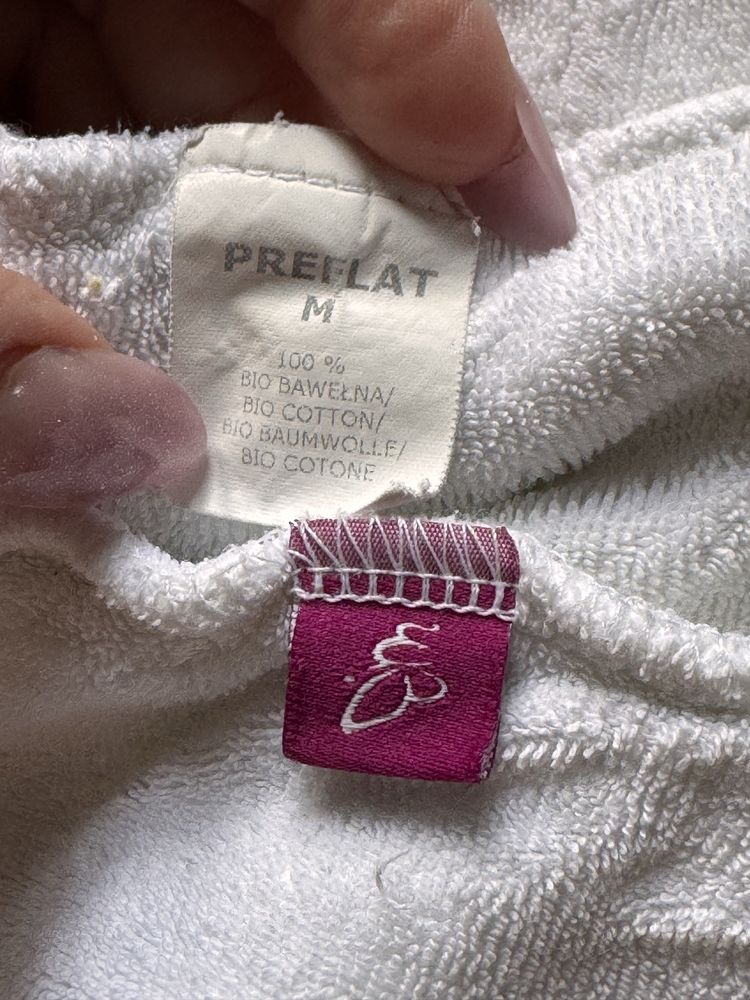 PREFLAT
M
100 %
BIO BAWEŁNA/
BIO COTTON/
BIO BAUMWOLLE/
BIO COTONE